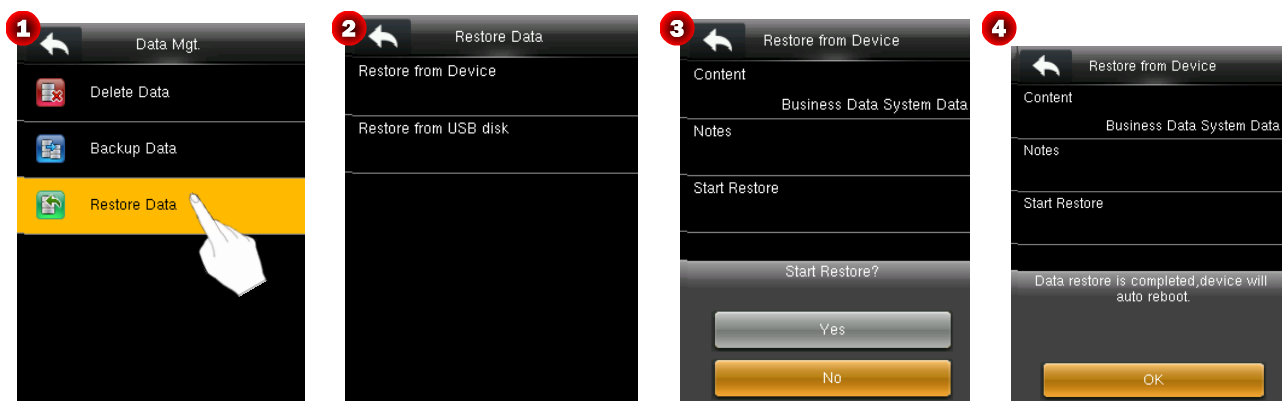 1
Data Mgt.
Delete Data
Backup Data
Restore Data
2
Restore Data
Restore from Device
Restore from USB disk
3
Restore from Device
Content
Business Data System Data
Notes
Start Restore
Start Restore?
Yes
No
4
Restore from Device
Content
Business Data System Data
Notes
Start Restore
Data restore is completed,device will
auto reboot.
OK